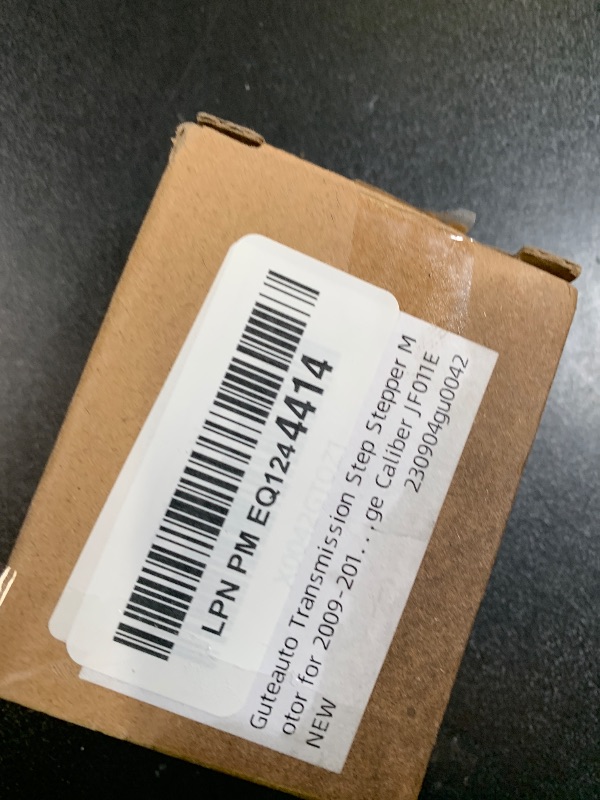 LPN PM EQ1244414
Guteauto Transmission Step Stepper M
otor for 2009-201...,ge Caliber JF011E
NEW 230904gu0042